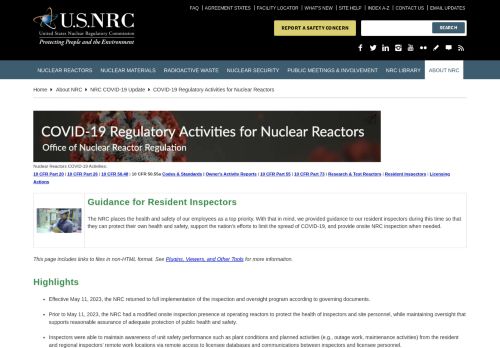 FAQ | AGREEMENT STATES | FACILITY LOCATOR | WHAT'S NEW | SITE HELP | INDEX A-Z | CONTACT US | EMAIL UPDATES
U.S.NRC
United States Nuclear Regulatory Commission
Protecting People and the Environment
REPORT A SAFETY CONCERN
SEARCH
NUCLEAR REACTORS NUCLEAR MATERIALS RADIOACTIVE WASTE NUCLEAR SECURITY PUBLIC MEETINGS & INVOLVEMENT NRC LIBRARY ABOUT NRC
Home About NRC NRC COVID-19 Update COVID-19 Regulatory Activities for Nuclear Reactors
COVID-19 Regulatory Activities for Nuclear Reactors
Office of Nuclear Reactor Regulation
Nuclear Reactors COVID-19 Activities:
10 CFR Part 20 | 10 CFR Part 26 | 10 CFR 50.48 | 10 CFR 50.55a Codes & Standards | Owner's Activity Reports | 10 CFR Part 55 | 10 CFR Part 73 | Research & Test Reactors | Resident Inspectors | Licensing
Actions
Guidance for Resident Inspectors
The NRC places the health and safety of our employees as a top priority. With that in mind, we provided guidance to our resident inspectors during this time so that
they can protect their own health and safety, support the nation's efforts to limit the spread of COVID-19, and provide onsite NRC inspection when needed.
This page includes links to files in non-HTML format. See Plugins, Viewers, and Other Tools for more information.
Highlights
• Effective May 11, 2023, the NRC returned to full implementation of the inspection and oversight program according to governing documents.
• Prior to May 11, 2023, the NRC had a modified onsite inspection presence at operating reactors to protect the health of inspectors and site personnel, while maintaining oversight that
supports reasonable assurance of adequate protection of public health and safety.
• Inspectors were able to maintain awareness of unit safety performance such as plant conditions and planned activities (e.g., outage work, maintenance activities) from the resident
and regional inspectors' remote work locations via remote access to licensee databases and communications between inspectors and licensee personnel.